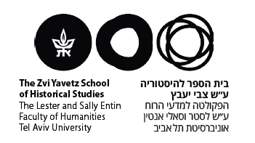 The Zvi Yavetz School
of Historical Studies
The Lester and Sally Entin
Faculty of Humanities
Tel Aviv University
בית הספר להיסטוריה
ע״ש צבי יעבץ
הפקולטה למדעי הרוח
ע״ש לסטר וסאלי אנטין
אוניברסיטת תל אביב